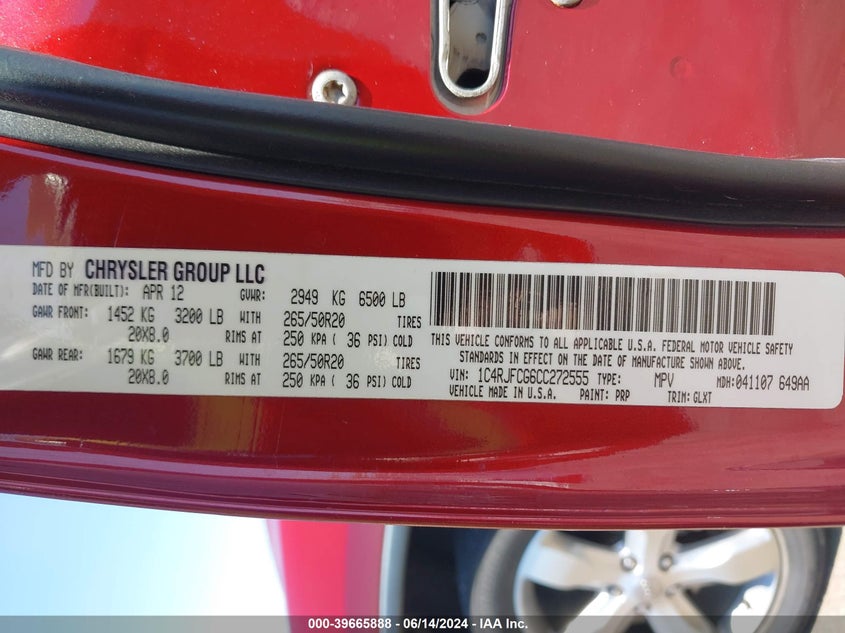 MFD BY CHRYSLER GROUP LLC
DATE OF MFR(BUILT): APR 12 GVWR: 2949 KG 6500 LB
GAWR FRONT: 1452 KG 3200 LB WITH 265/50R20 TIRES
20X8.0 RIMS AT 250 KPA ( 36 PSI) COLD
GAWR REAR: 1679 KG 3700 LB WITH 265/50R20 TIRES
20X8.0 RIMS AT 250 KPA ( 36 PSI) COLD
THIS VEHICLE CONFORMS TO ALL APPLICABLE U.S.A. FEDERAL MOTOR VEHICLE SAFETY
STANDARDS IN EFFECT ON THE DATE OF MANUFACTURE SHOWN ABOVE.
VIN: 1C4RJFCG6CC272555 TYPE: MPV MDH:041107 649AA
VEHICLE MADE IN U.S.A. PAINT: PRP TRIM: GLXT
000-39665888 - 06/14/2024 - IAA Inc.